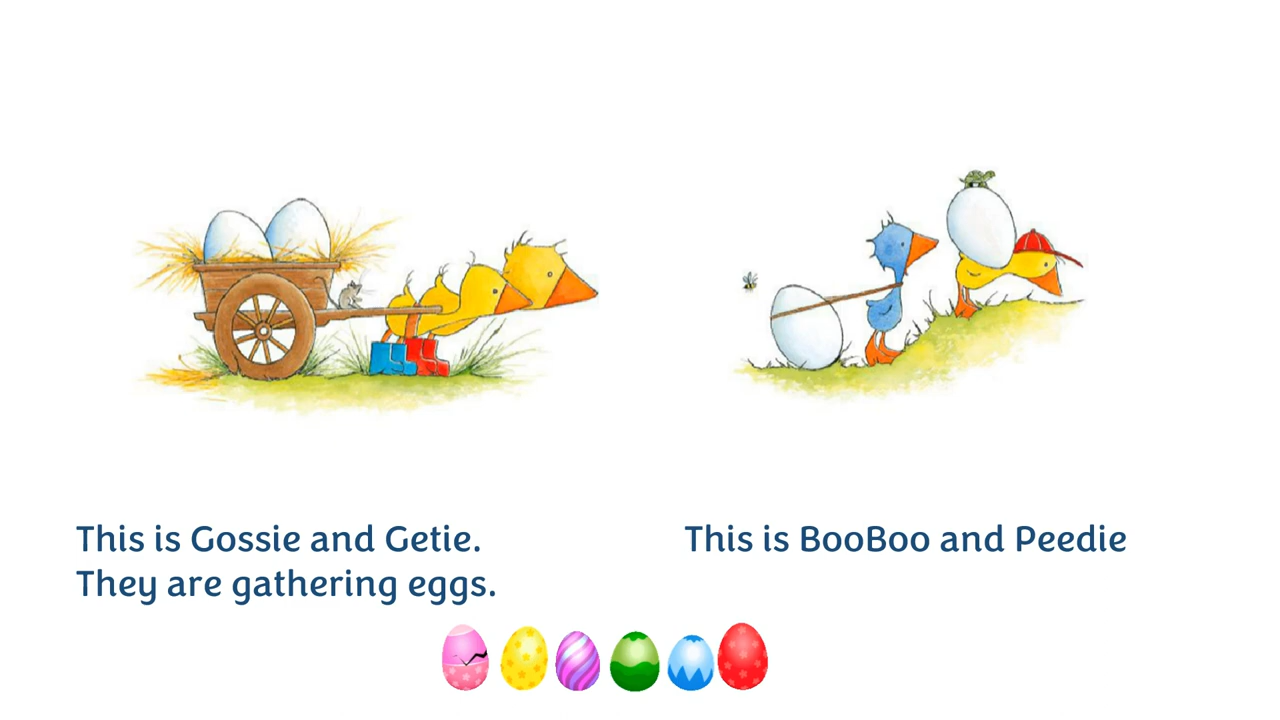 This is Gossie and Getie.
They are gathering eggs.
This is BooBoo and Peedie